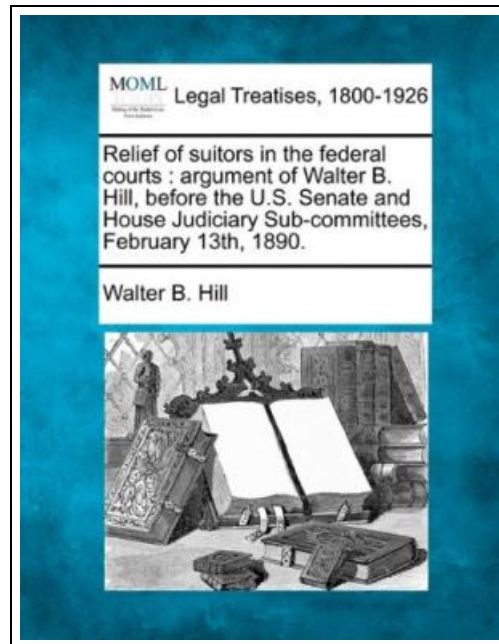 MOML
Legal Treatises, 1800-1926
Relief of suitors in the federal
courts : argument of Walter B.
Hill, before the U.S. Senate and
House Judiciary Sub-committees,
February 13th, 1890.
Walter B. Hill